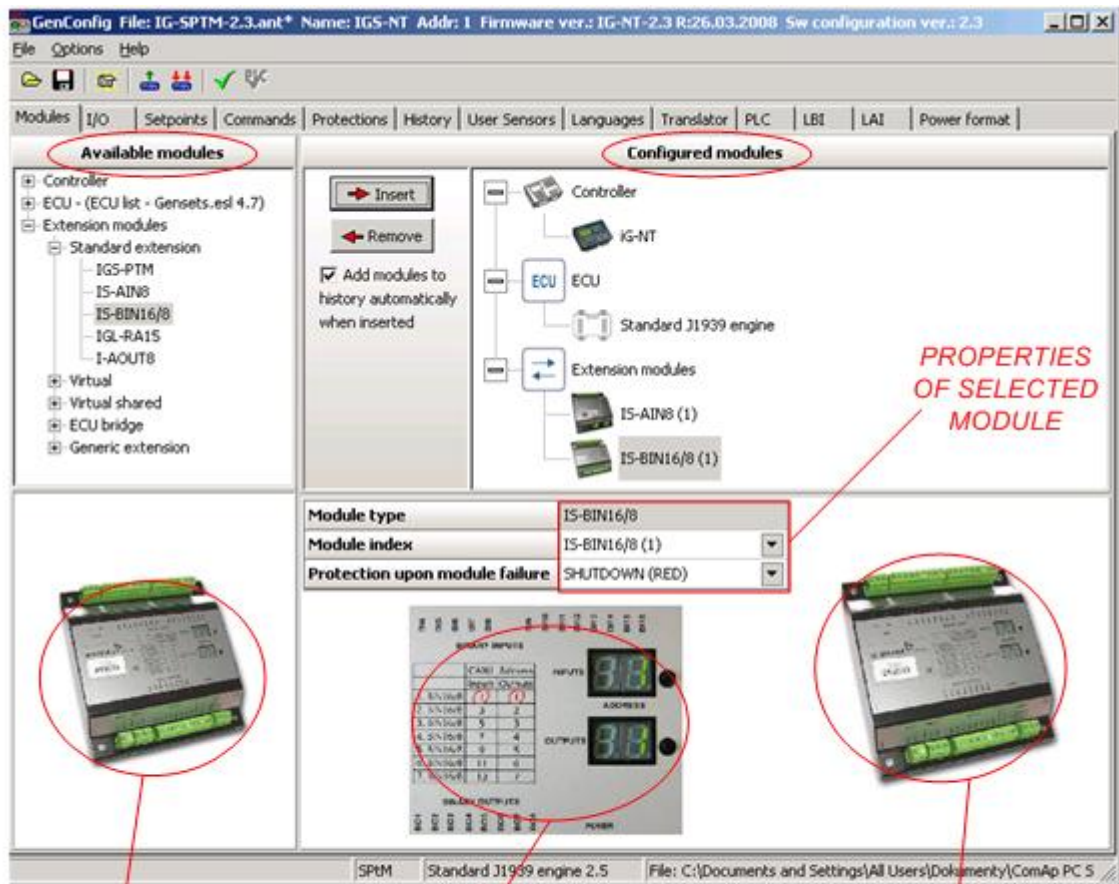 GenConfig File: IG-SPTM-2.3.ant* Name: IGS-NT Addr: 1 Firmware ver.: IG-NT-2.3 R:26.03.2008 Sw configuration ver.: 2.3
File Options Help
Modules I/O Setpoints Commands Protections History User Sensors Languages Translator PLC LBI LAI Power format
Available modules
Controller
ECU - (ECU list - Gensets.esl 4.7)
Extension modules
Standard extension
IGS-PTM
IS-AIN8
IS-BIN16/8
IGL-RA15
I-AOUT8
Virtual
Virtual shared
ECU bridge
Generic extension
Configured modules
Insert
Remove
Add modules to
history automatically
when inserted
Controller
iG-NT
ECU ECU
Standard J1939 engine
Extension modules
IS-AIN8 (1)
IS-BIN16/8 (1)
PROPERTIES
OF SELECTED
MODULE
Module type IS-BIN16/8
Module index IS-BIN16/8 (1)
Protection upon module failure SHUTDOWN (RED)
BINARY INPUTS
INPUTS
ADDRESS
OUTPUTS
BINARY OUTPUTS
POWER
SPtM Standard J1939 engine 2.5 File: C:\Documents and Settings\All Users\Dokumenty\ComAp PC S